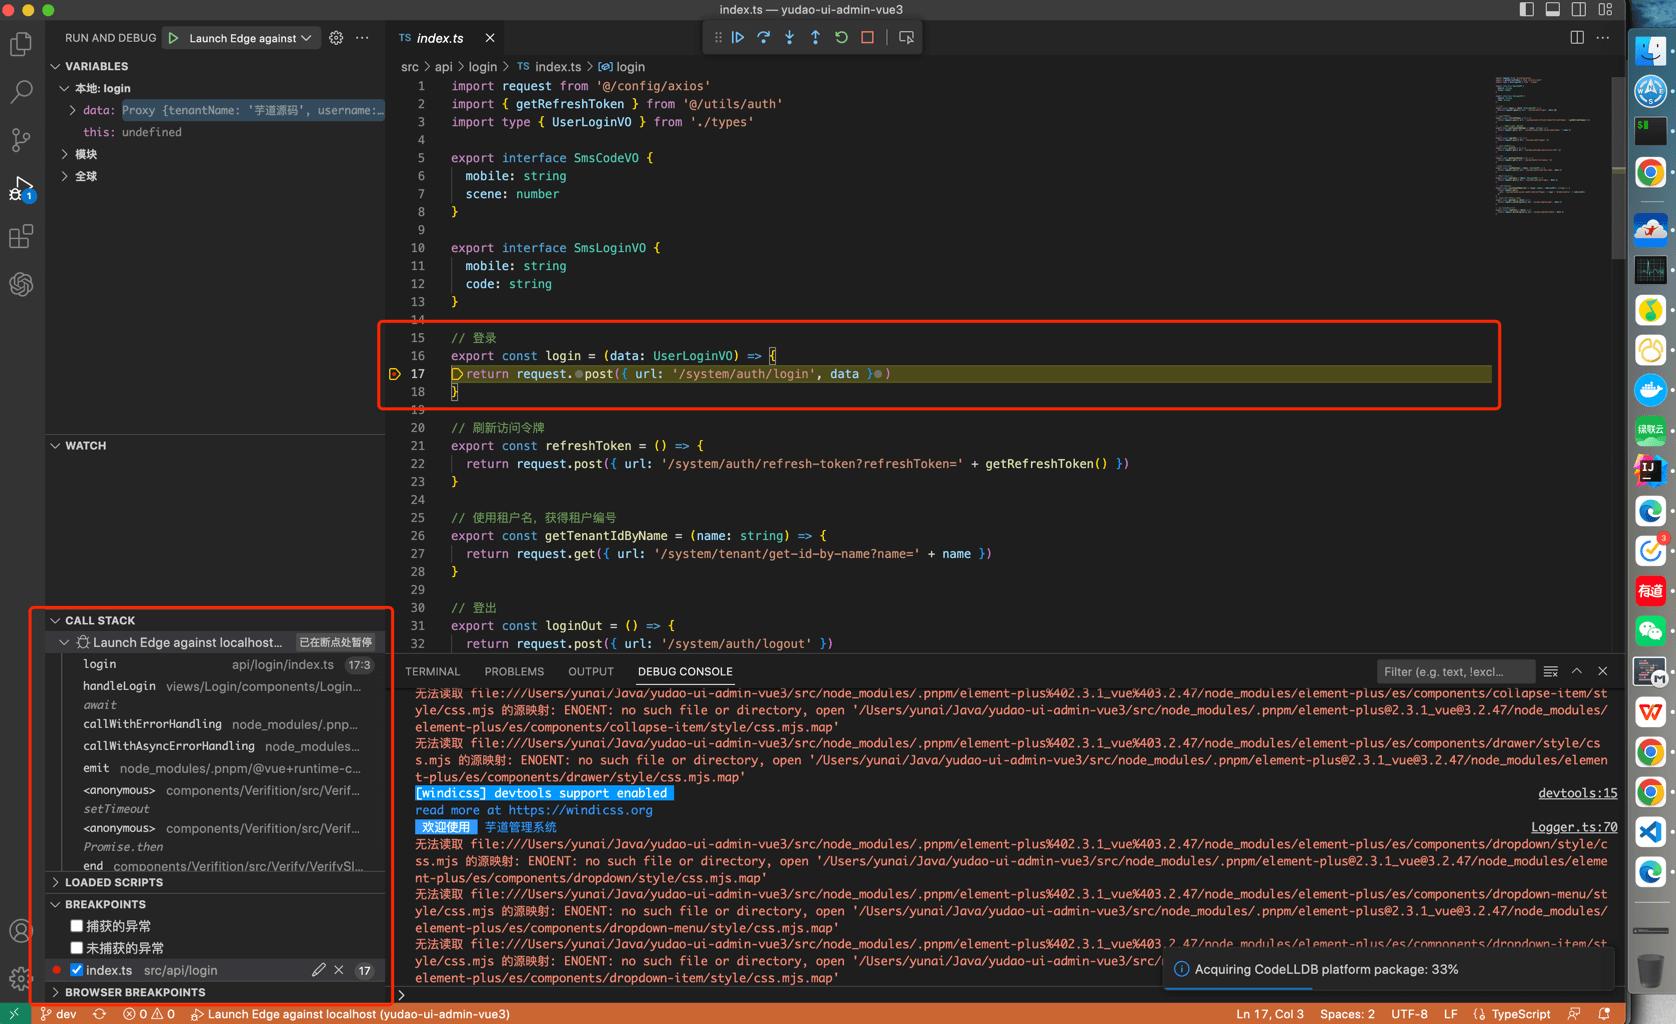 index.ts — yudao-ui-admin-vue3
RUN AND DEBUG
Launch Edge against
TS index.ts
src > api > login > TS index.ts > login
VARIABLES
本地: login
data: Proxy {tenantName: '芋道源码', username:…
this: undefined
模块
全球
WATCH
1 import request from '@/config/axios'
2 import { getRefreshToken } from '@/utils/auth'
3 import type { UserLoginVO } from './types'
4
5 export interface SmsCodeVO {
6 mobile: string
7 scene: number
8 }
9
10 export interface SmsLoginVO {
11 mobile: string
12 code: string
13 }
14
15 // 登录
16 export const login = (data: UserLoginVO) => {
17 return request.post({ url: '/system/auth/login', data })
18 }
19
20 // 刷新访问令牌
21 export const refreshToken = () => {
22 return request.post({ url: '/system/auth/refresh-token?refreshToken=' + getRefreshToken() })
23 }
24
25 // 使用租户名，获得租户编号
26 export const getTenantIdByName = (name: string) => {
27 return request.get({ url: '/system/tenant/get-id-by-name?name=' + name })
28 }
29
30 // 登出
31 export const loginOut = () => {
32 return request.post({ url: '/system/auth/logout' })
CALL STACK
Launch Edge against localhost… 已在断点处暂停
login api/login/index.ts 17:3
handleLogin views/Login/components/Login…
await
callWithErrorHandling node_modules/.pnp…
callWithAsyncErrorHandling node_modules…
emit node_modules/.pnpm/@vue+runtime-c…
<anonymous> components/Verifition/src/Verif…
setTimeout
<anonymous> components/Verifition/src/Verif…
Promise.then
end components/Verifition/src/Verify/VerifySl…
LOADED SCRIPTS
BREAKPOINTS
捕获的异常
未捕获的异常
index.ts src/api/login 17
BROWSER BREAKPOINTS
TERMINAL PROBLEMS OUTPUT DEBUG CONSOLE
Filter (e.g. text, !excl…
无法读取 file:///Users/yunai/Java/yudao-ui-admin-vue3/src/node_modules/.pnpm/element-plus%402.3.1_vue%403.2.47/node_modules/element-plus/es/components/collapse-item/st
yle/css.mjs 的源映射: ENOENT: no such file or directory, open '/Users/yunai/Java/yudao-ui-admin-vue3/src/node_modules/.pnpm/element-plus@2.3.1_vue@3.2.47/node_modules/
element-plus/es/components/collapse-item/style/css.mjs.map'
无法读取 file:///Users/yunai/Java/yudao-ui-admin-vue3/src/node_modules/.pnpm/element-plus%402.3.1_vue%403.2.47/node_modules/element-plus/es/components/drawer/style/cs
s.mjs 的源映射: ENOENT: no such file or directory, open '/Users/yunai/Java/yudao-ui-admin-vue3/src/node_modules/.pnpm/element-plus@2.3.1_vue@3.2.47/node_modules/elemen
t-plus/es/components/drawer/style/css.mjs.map'
[windicss] devtools support enabled devtools:15
read more at https://windicss.org
欢迎使用 芋道管理系统 Logger.ts:70
无法读取 file:///Users/yunai/Java/yudao-ui-admin-vue3/src/node_modules/.pnpm/element-plus%402.3.1_vue%403.2.47/node_modules/element-plus/es/components/dropdown/style/c
ss.mjs 的源映射: ENOENT: no such file or directory, open '/Users/yunai/Java/yudao-ui-admin-vue3/src/node_modules/.pnpm/element-plus@2.3.1_vue@3.2.47/node_modules/eleme
nt-plus/es/components/dropdown/style/css.mjs.map'
无法读取 file:///Users/yunai/Java/yudao-ui-admin-vue3/src/node_modules/.pnpm/element-plus%402.3.1_vue%403.2.47/node_modules/element-plus/es/components/dropdown-menu/st
yle/css.mjs 的源映射: ENOENT: no such file or directory, open '/Users/yunai/Java/yudao-ui-admin-vue3/src/node_modules/.pnpm/element-plus@2.3.1_vue@3.2.47/node_modules/
element-plus/es/components/dropdown-menu/style/css.mjs.map'
无法读取 file:///Users/yunai/Java/yudao-ui-admin-vue3/src/node_modules/.pnpm/element-plus%402.3.1_vue%403.2.47/node_modules/element-plus/es/components/dropdown-item/st
yle/css.mjs 的源映射: ENOENT: no such file or directory, open '/Users/yunai/Java/yudao-ui-admin-vue3/src/
element-plus/es/components/dropdown-item/style/css.mjs.map'
Acquiring CodeLLDB platform package: 33%
dev 0 0 Launch Edge against localhost (yudao-ui-admin-vue3) Ln 17, Col 3 Spaces: 2 UTF-8 LF TypeScript
绿联云
IJ
3
有道
1